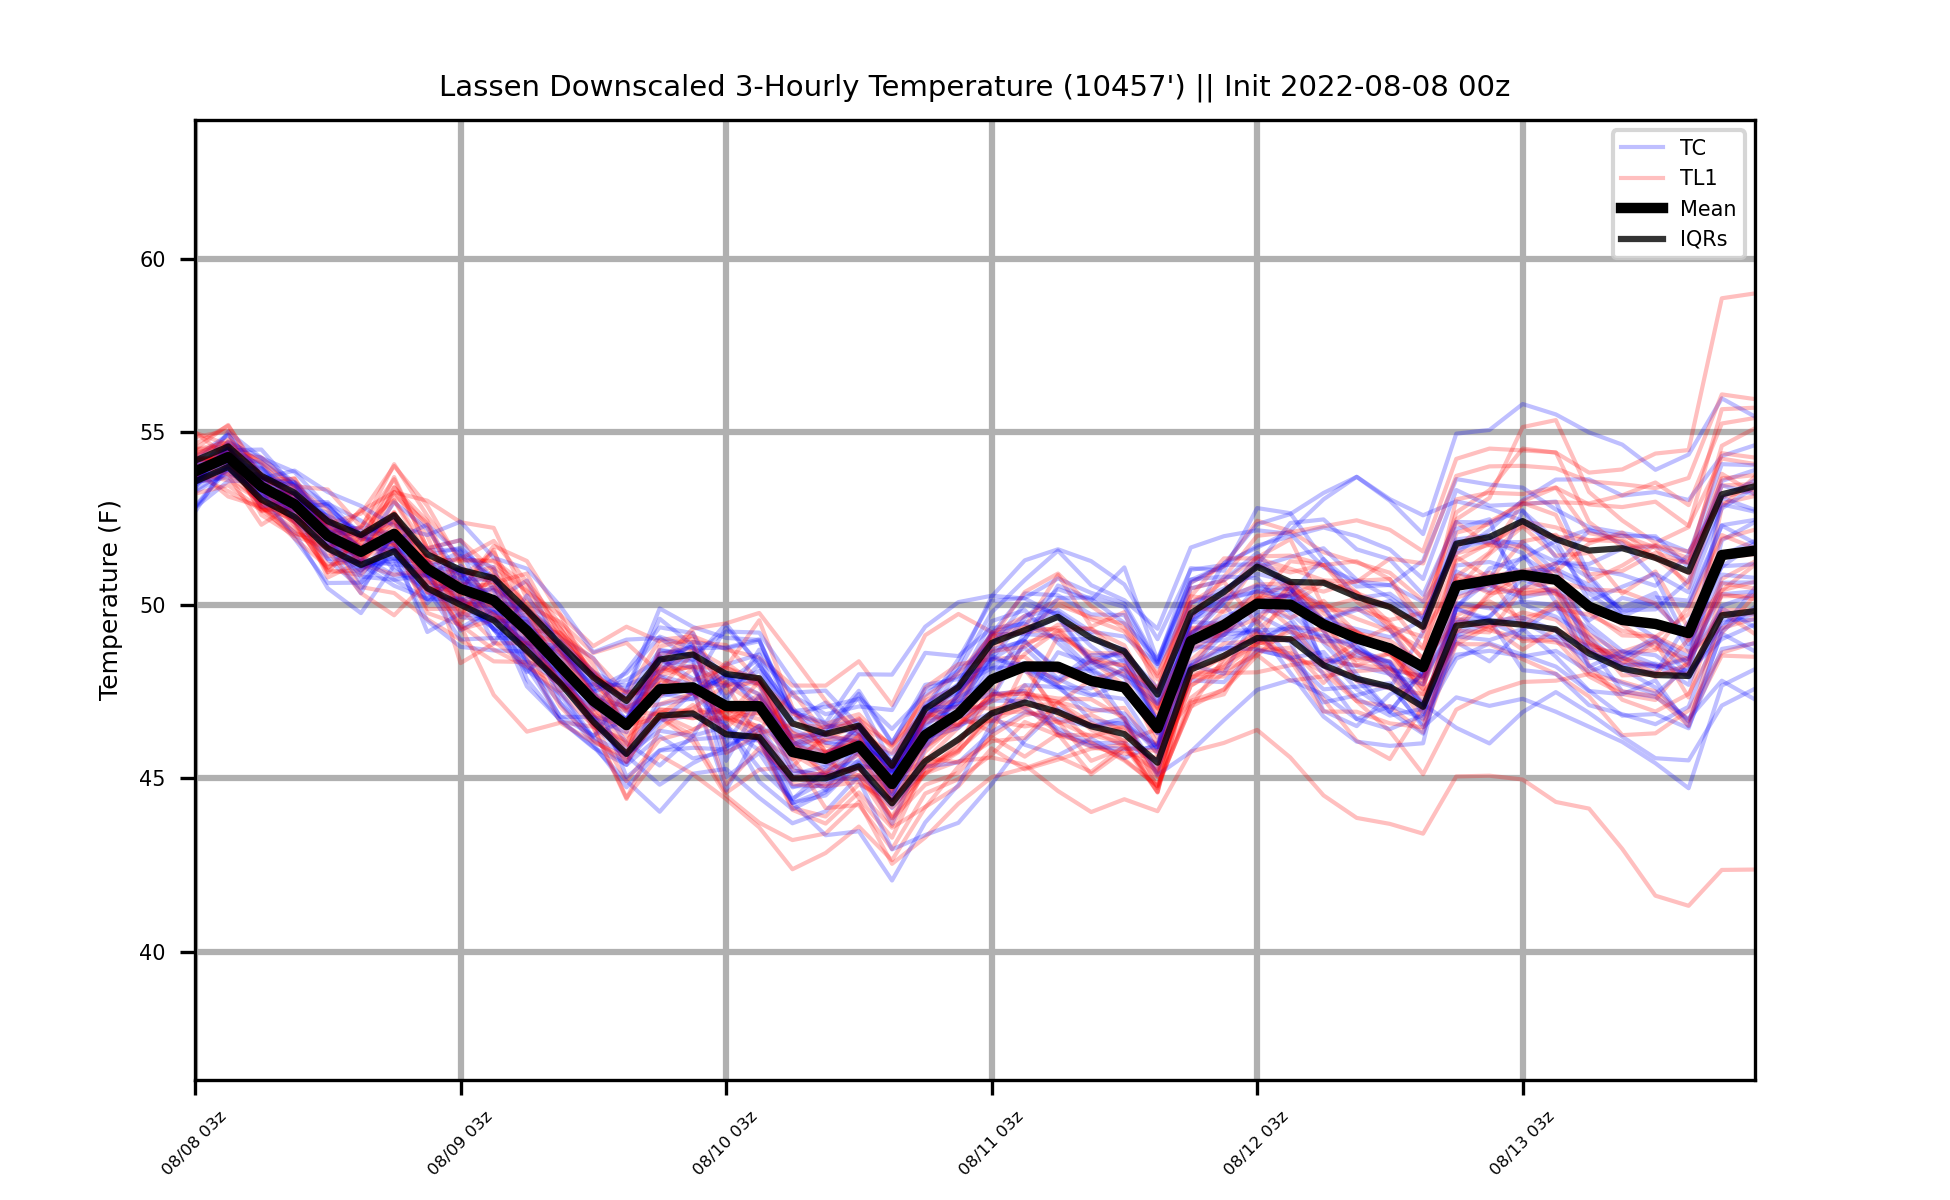 Lassen Downscaled 3-Hourly Temperature (10457') || Init 2022-08-08 00z
TC
TL1
Mean
IQRs
Temperature (F)
60
55
50
45
40
08/08 03z
08/09 03z
08/10 03z
08/11 03z
08/12 03z
08/13 03z